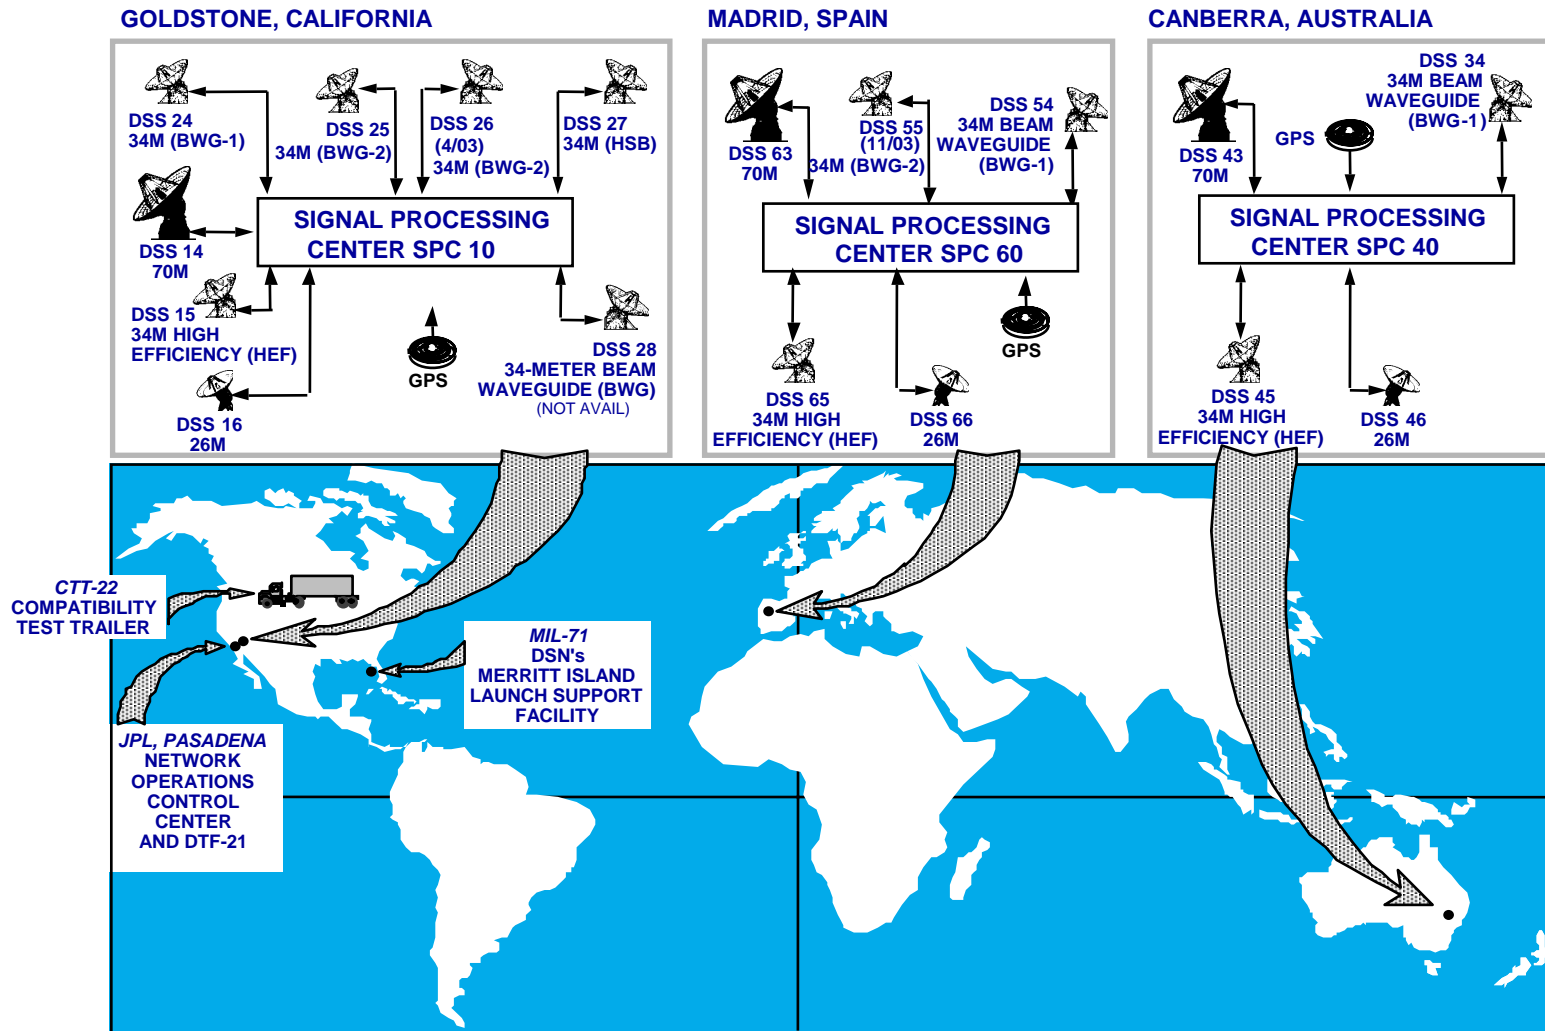 GOLDSTONE, CALIFORNIA
DSS 24
34M (BWG-1)
DSS 25
34M (BWG-2)
DSS 26
(4/03)
34M (BWG-2)
DSS 27
34M (HSB)
SIGNAL PROCESSING
CENTER SPC 10
DSS 14
70M
DSS 15
34M HIGH
EFFICIENCY (HEF)
DSS 16
26M
GPS
DSS 28
34-METER BEAM
WAVEGUIDE (BWG)
(NOT AVAIL)
MADRID, SPAIN
DSS 63
70M
DSS 55
(11/03)
34M (BWG-2)
DSS 54
34M BEAM
WAVEGUIDE
(BWG-1)
SIGNAL PROCESSING
CENTER SPC 60
GPS
DSS 65
34M HIGH
EFFICIENCY (HEF)
DSS 66
26M
CANBERRA, AUSTRALIA
DSS 43
70M
GPS
DSS 34
34M BEAM
WAVEGUIDE
(BWG-1)
SIGNAL PROCESSING
CENTER SPC 40
DSS 45
34M HIGH
EFFICIENCY (HEF)
DSS 46
26M
CTT-22
COMPATIBILITY
TEST TRAILER
MIL-71
DSN's
MERRITT ISLAND
LAUNCH SUPPORT
FACILITY
JPL, PASADENA
NETWORK
OPERATIONS
CONTROL
CENTER
AND DTF-21